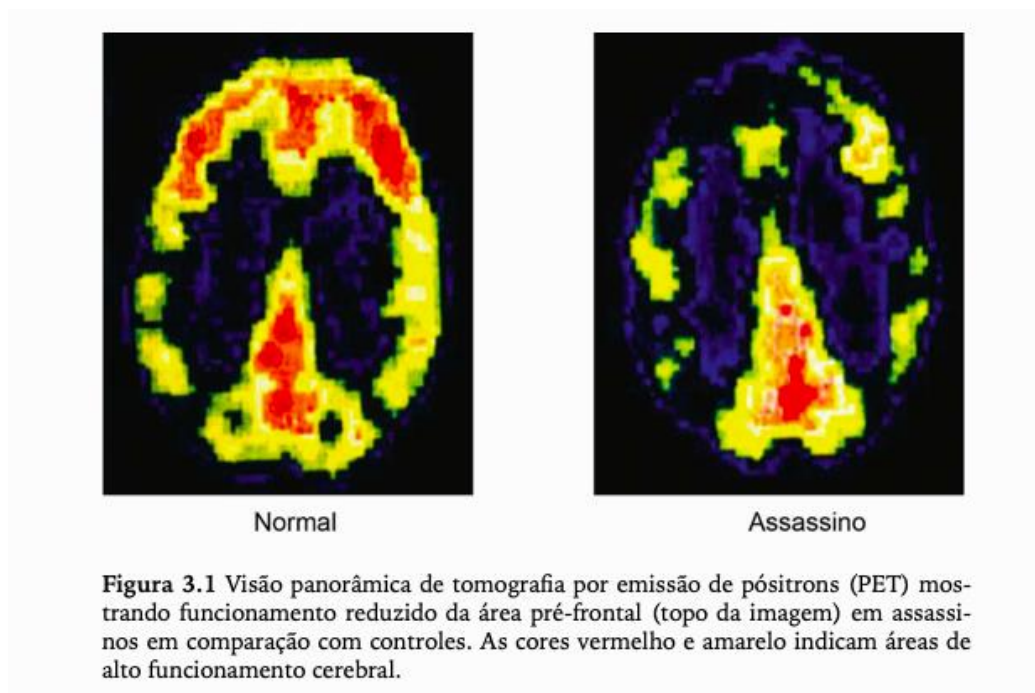 Normal
Assassino
Figura 3.1 Visão panorâmica de tomografia por emissão de pósitrons (PET) mos-
trando funcionamento reduzido da área pré-frontal (topo da imagem) em assassi-
nos em comparação com controles. As cores vermelho e amarelo indicam áreas de
alto funcionamento cerebral.